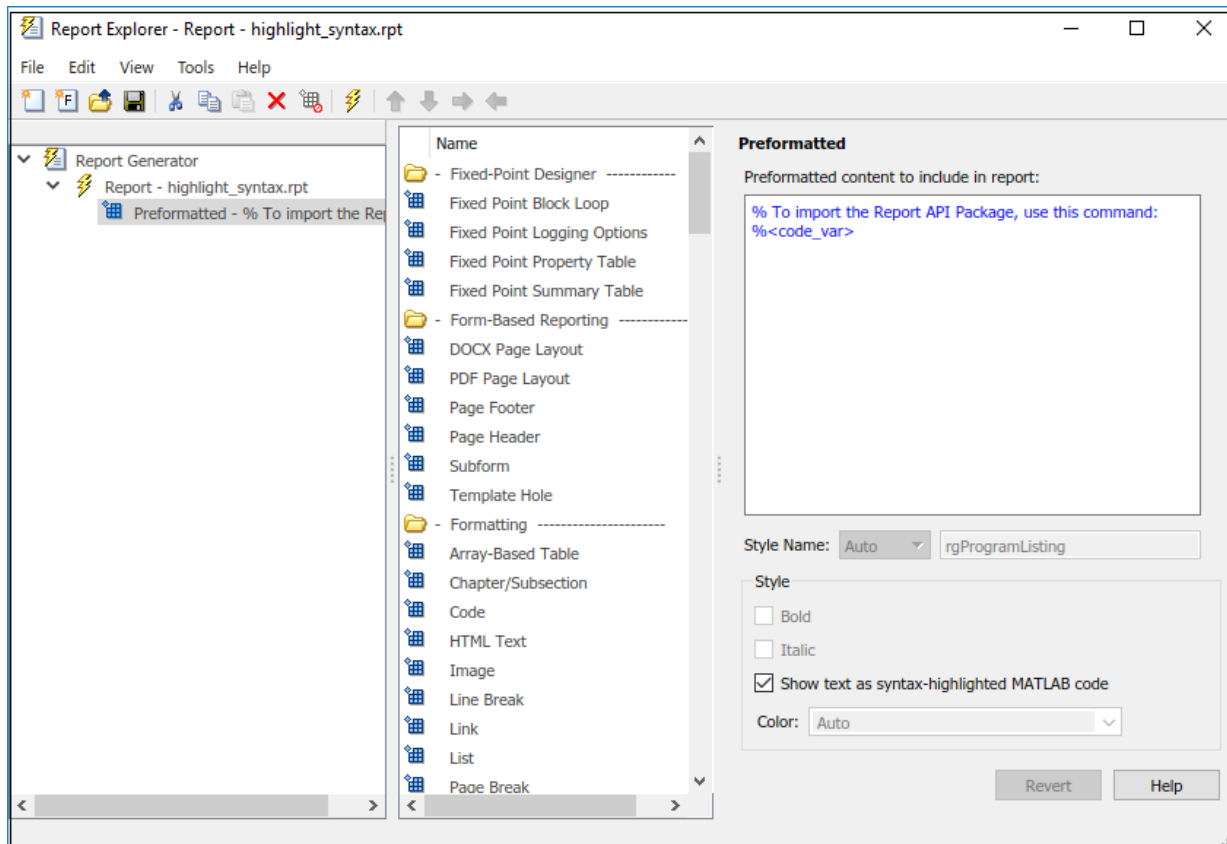 Report Explorer - Report - highlight_syntax.rpt
File Edit View Tools Help
Report Generator
Report - highlight_syntax.rpt
Preformatted - % To import the Re
Name
- Fixed-Point Designer ------------
Fixed Point Block Loop
Fixed Point Logging Options
Fixed Point Property Table
Fixed Point Summary Table
- Form-Based Reporting ------------
DOCX Page Layout
PDF Page Layout
Page Footer
Page Header
Subform
Template Hole
- Formatting ----------------------
Array-Based Table
Chapter/Subsection
Code
HTML Text
Image
Line Break
Link
List
Page Break
Preformatted
Preformatted content to include in report:
% To import the Report API Package, use this command:
%<code_var>
Style Name: Auto rgProgramListing
Style
Bold
Italic
Show text as syntax-highlighted MATLAB code
Color: Auto
Revert Help